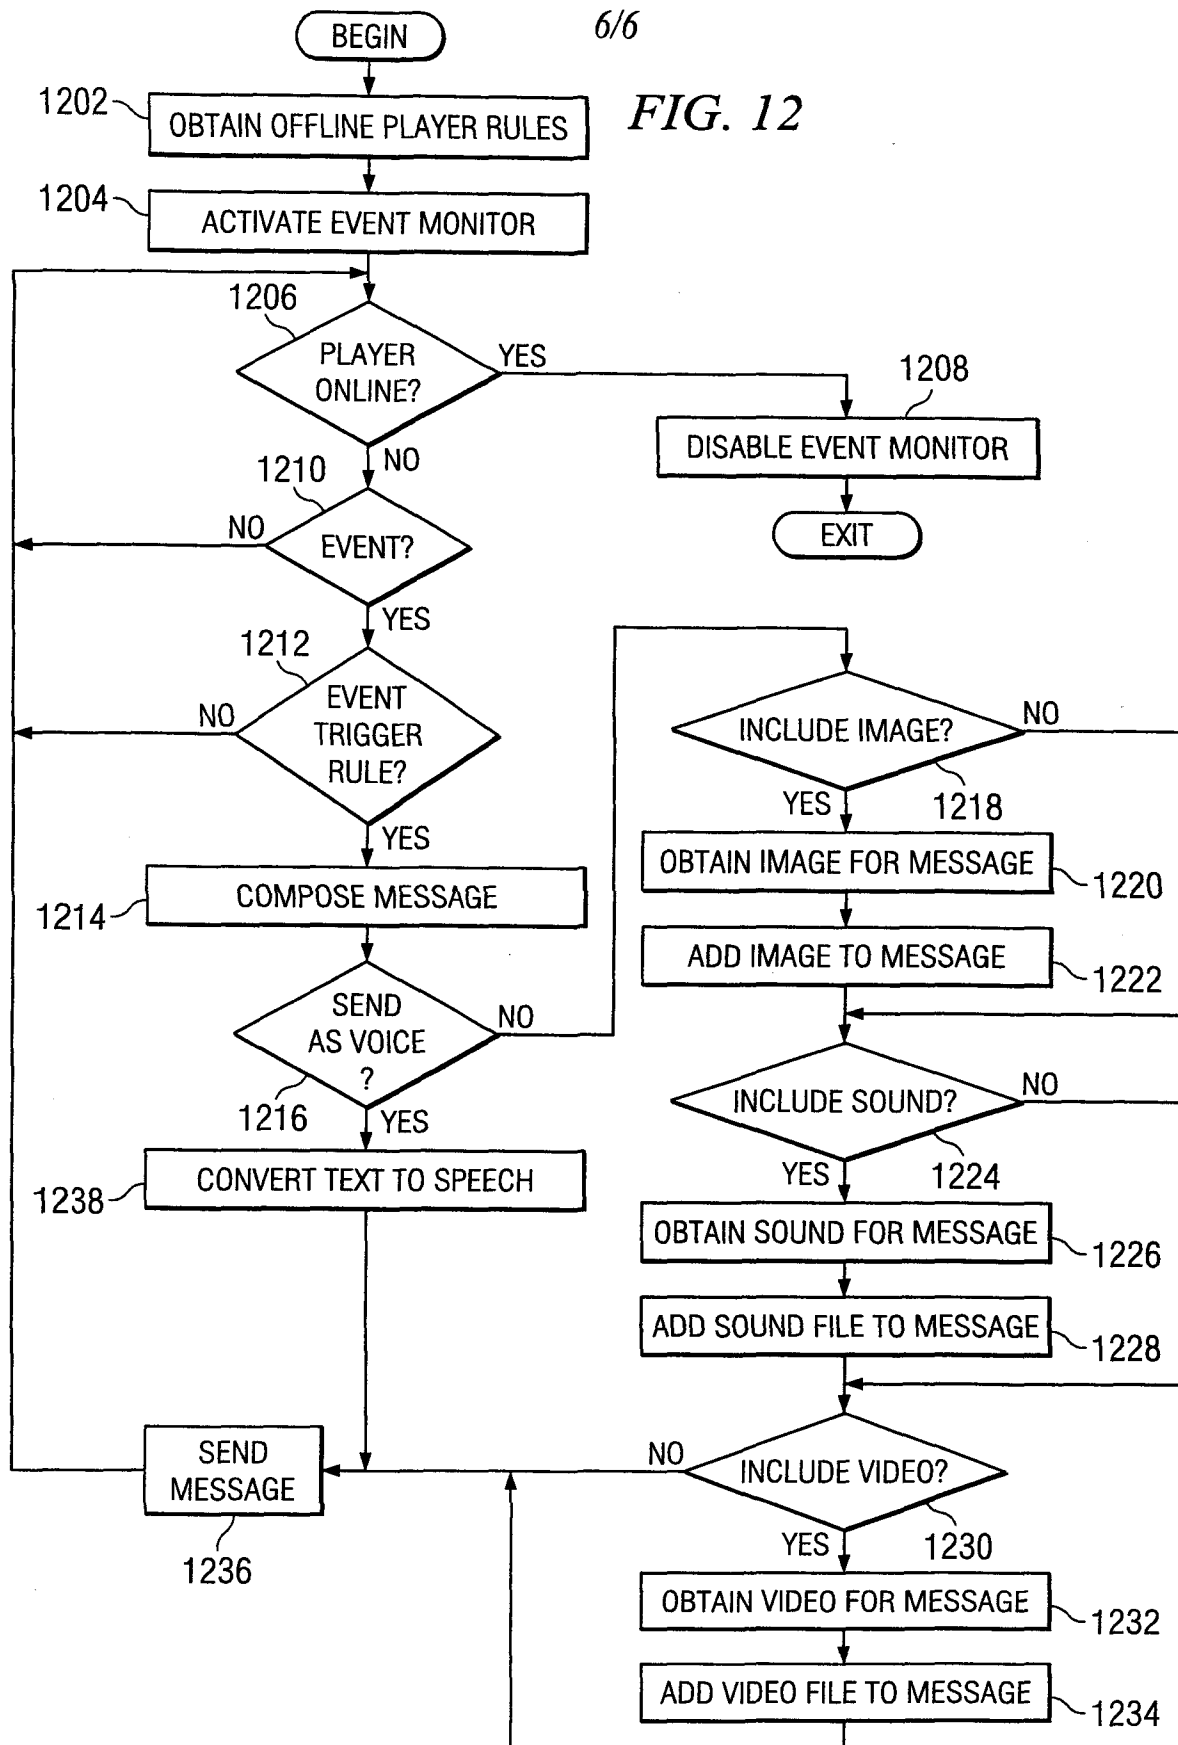 6/6
FIG. 12
BEGIN
1202
OBTAIN OFFLINE PLAYER RULES
1204
ACTIVATE EVENT MONITOR
1206
PLAYER
ONLINE?
YES
NO
1208
DISABLE EVENT MONITOR
EXIT
1210
EVENT?
NO
YES
1212
EVENT
TRIGGER
RULE?
NO
YES
1214
COMPOSE MESSAGE
SEND
AS VOICE
?
NO
1216
YES
1238
CONVERT TEXT TO SPEECH
INCLUDE IMAGE?
NO
1218
YES
OBTAIN IMAGE FOR MESSAGE
1220
ADD IMAGE TO MESSAGE
1222
INCLUDE SOUND?
NO
1224
YES
OBTAIN SOUND FOR MESSAGE
1226
ADD SOUND FILE TO MESSAGE
1228
INCLUDE VIDEO?
NO
1230
YES
OBTAIN VIDEO FOR MESSAGE
1232
ADD VIDEO FILE TO MESSAGE
1234
SEND
MESSAGE
1236